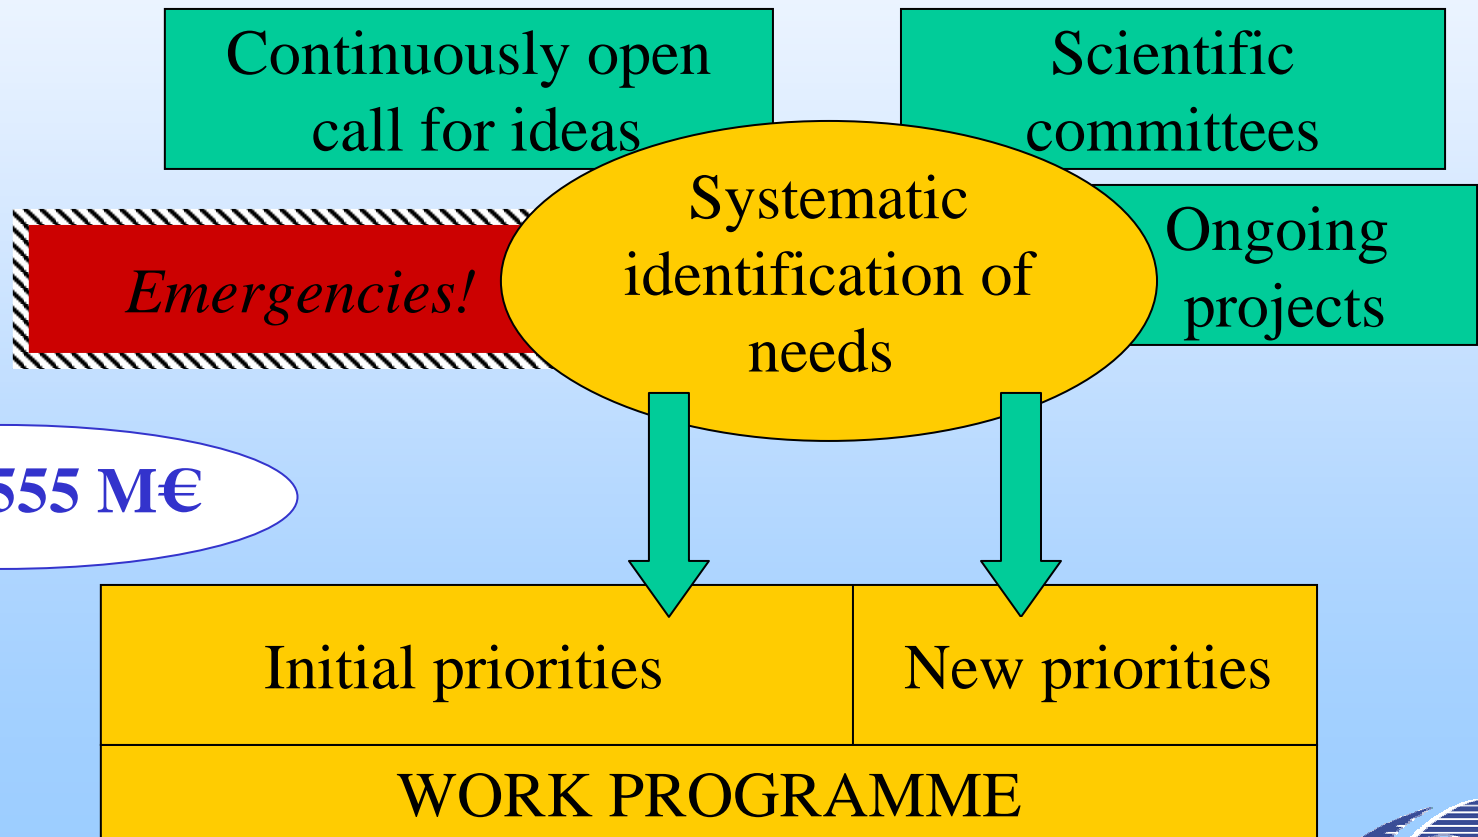 Continuously open
call for ideas
Scientific
committees
Systematic
identification of
needs
Ongoing
projects
Emergencies!
555 M€
Initial priorities
New priorities
WORK PROGRAMME